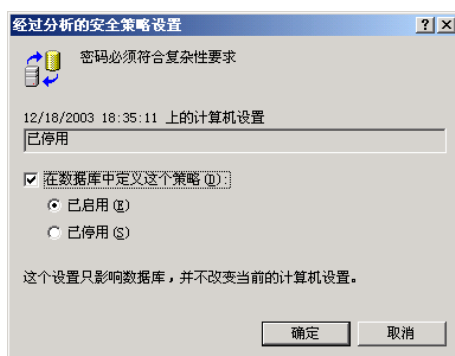 经过分析的安全策略设置
密码必须符合复杂性要求
12/18/2003 18:35:11 上的计算机设置
已停用
在数据库中定义这个策略(D):
已启用(E)
已停用(S)
这个设置只影响数据库，并不改变当前的计算机设置。
确定 取消